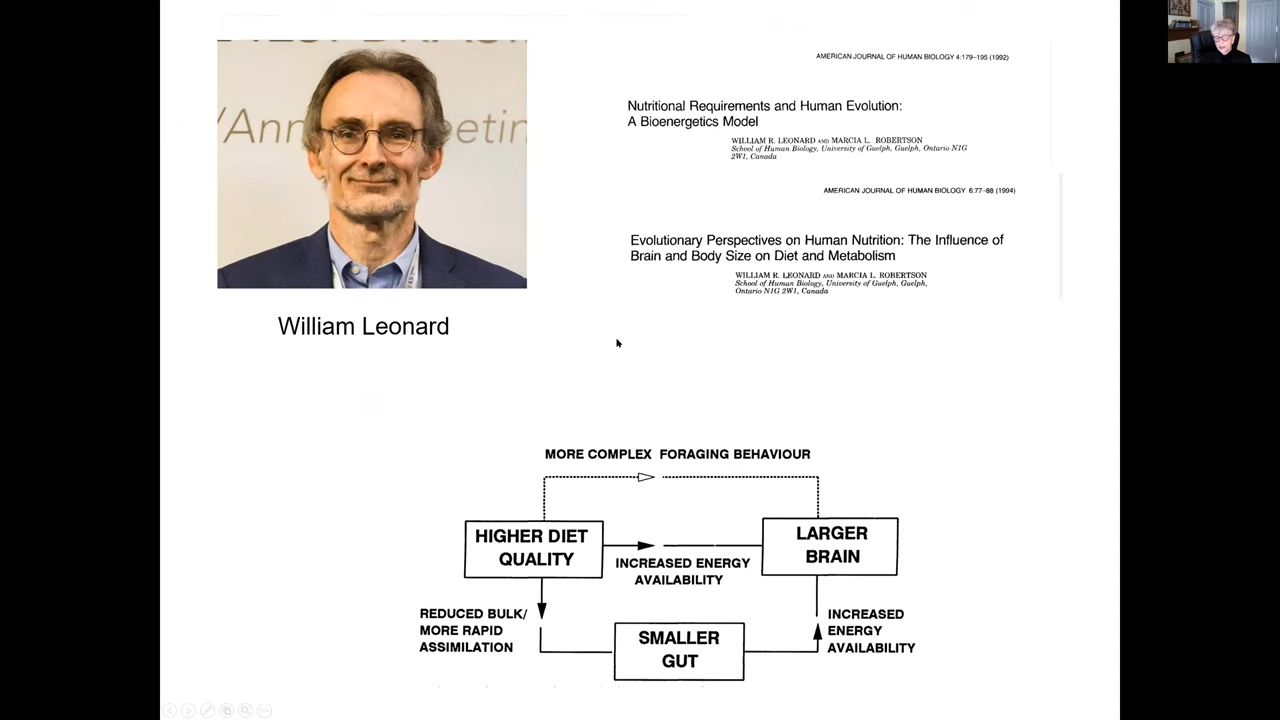 /Ann
eetin
William Leonard
AMERICAN JOURNAL OF HUMAN BIOLOGY 4:179–195 (1992)
Nutritional Requirements and Human Evolution:
A Bioenergetics Model
WILLIAM R. LEONARD AND MARCIA L. ROBERTSON
School of Human Biology, University of Guelph, Guelph, Ontario N1G
2W1, Canada
AMERICAN JOURNAL OF HUMAN BIOLOGY 6:77–88 (1994)
Evolutionary Perspectives on Human Nutrition: The Influence of
Brain and Body Size on Diet and Metabolism
WILLIAM R. LEONARD AND MARCIA L. ROBERTSON
School of Human Biology, University of Guelph, Guelph,
Ontario N1G 2W1, Canada
MORE COMPLEX FORAGING BEHAVIOUR
HIGHER DIET
QUALITY
INCREASED ENERGY
AVAILABILITY
LARGER
BRAIN
REDUCED BULK/
MORE RAPID
ASSIMILATION
SMALLER
GUT
INCREASED
ENERGY
AVAILABILITY